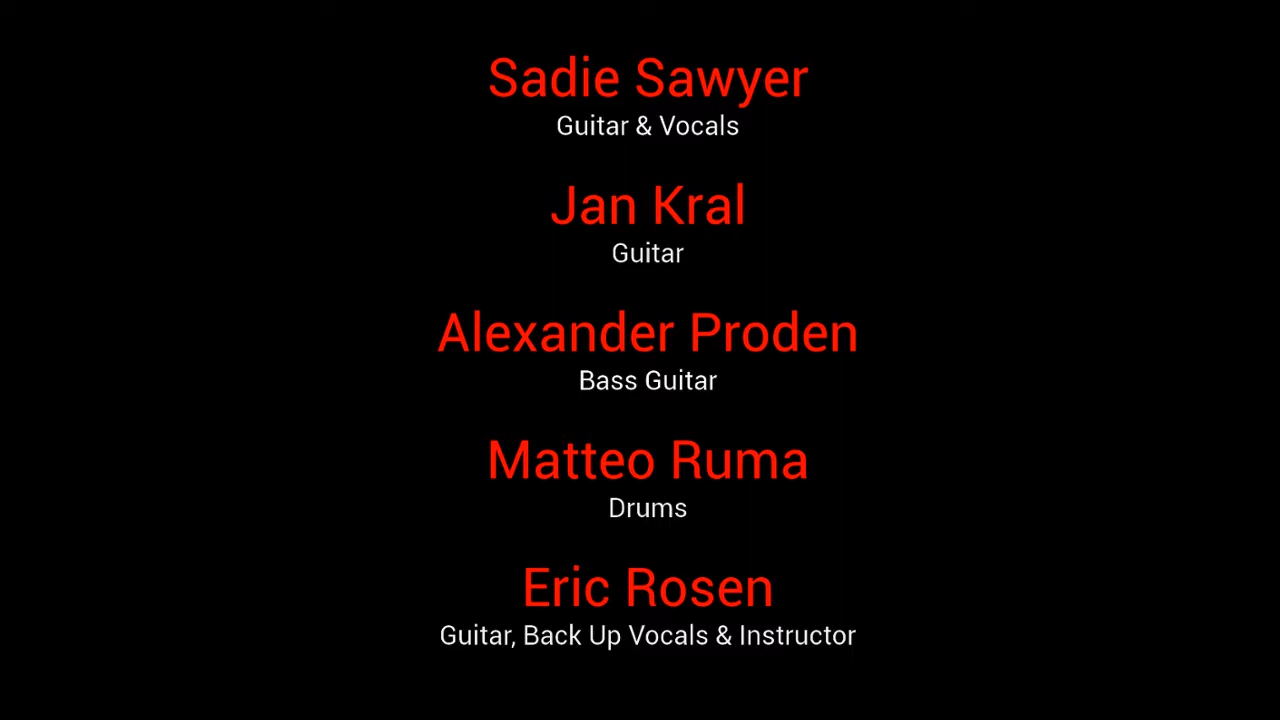 Sadie Sawyer
Guitar & Vocals
Jan Kral
Guitar
Alexander Proden
Bass Guitar
Matteo Ruma
Drums
Eric Rosen
Guitar, Back Up Vocals & Instructor